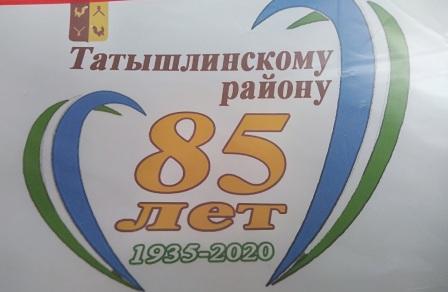 Татышлинскому
району
85
лет
1935-2020